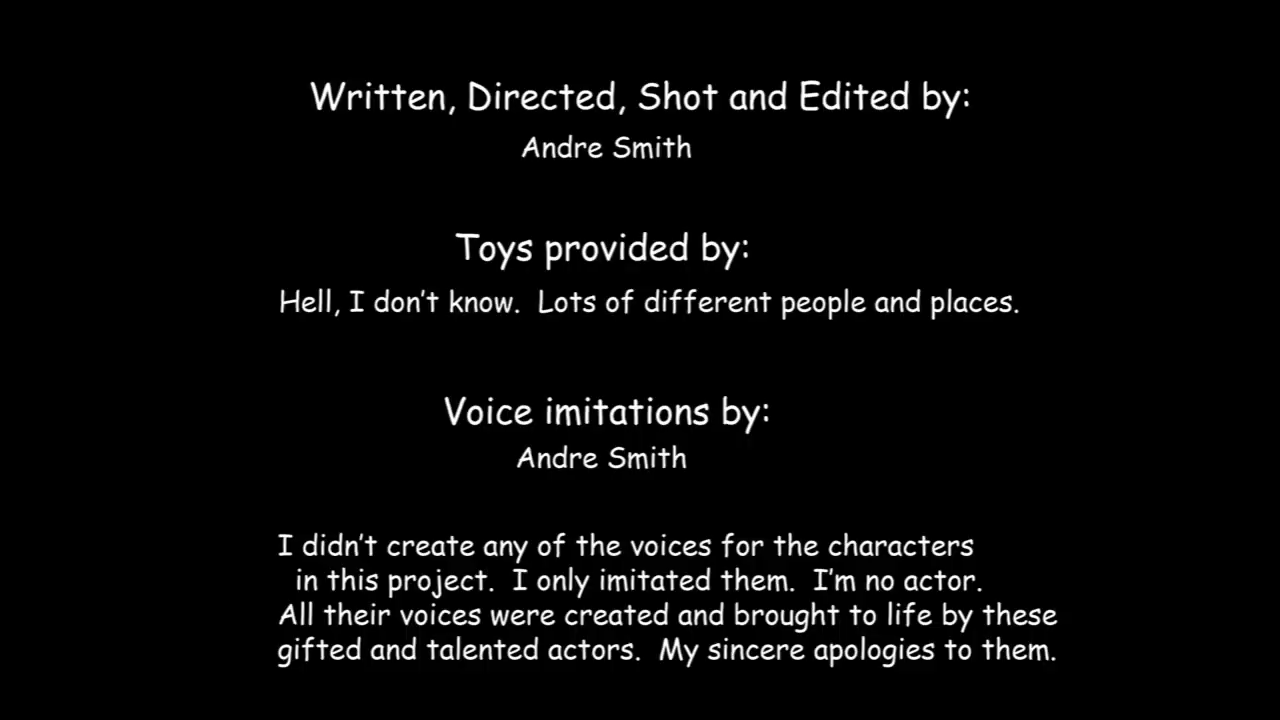 Written, Directed, Shot and Edited by:
Andre Smith
Toys provided by:
Hell, I don't know.  Lots of different people and places.
Voice imitations by:
Andre Smith
I didn't create any of the voices for the characters
in this project.  I only imitated them.  I'm no actor.
All their voices were created and brought to life by these
gifted and talented actors.  My sincere apologies to them.